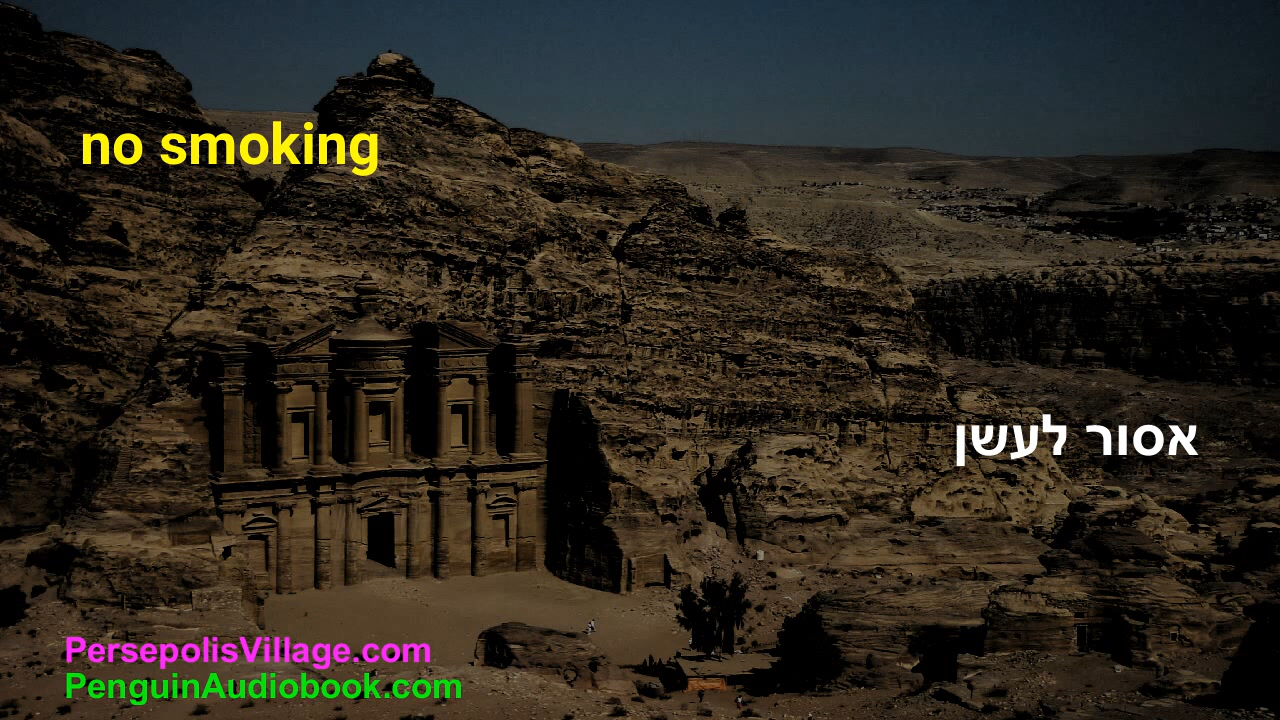 no smoking
אסור לעשן
PersepolisVillage.com
PenguinAudiobook.com